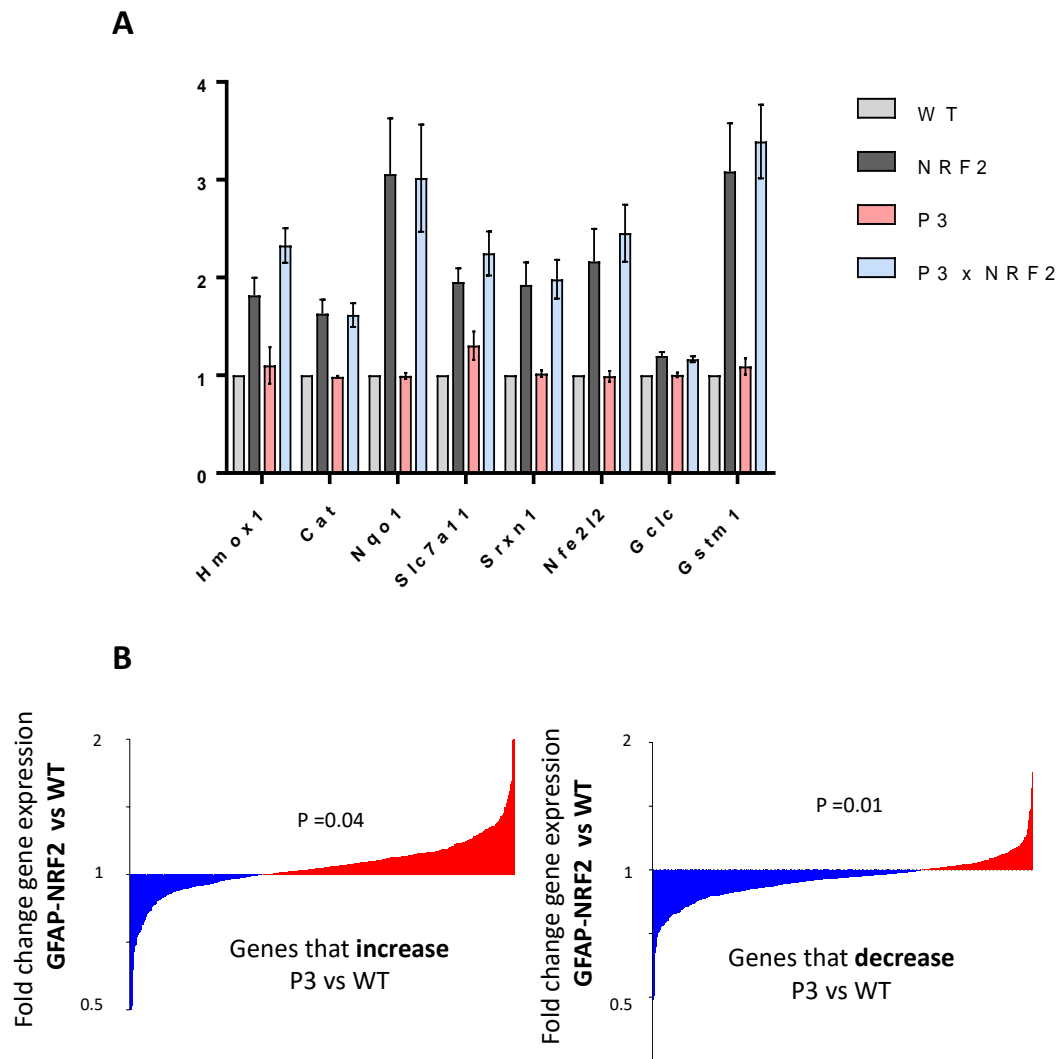 A
4
3
2
1
0
Hmox1
Cat
Nqo1
Slc7a11
Srxn1
Nfe2l2
Gclc
Gstm1
WT
NRF2
P3
P3 x NRF2
B
Fold change gene expression
GFAP-NRF2 vs WT
2
1
0.5
P =0.04
Genes that increase
P3 vs WT
Fold change gene expression
GFAP-NRF2 vs WT
2
1
0.5
P =0.01
Genes that decrease
P3 vs WT